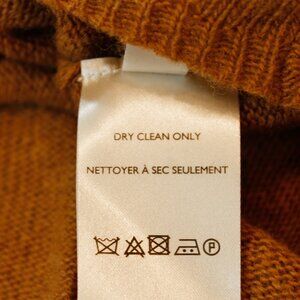 DRY CLEAN ONLY
NETTOYER À SEC SEULEMENT
P